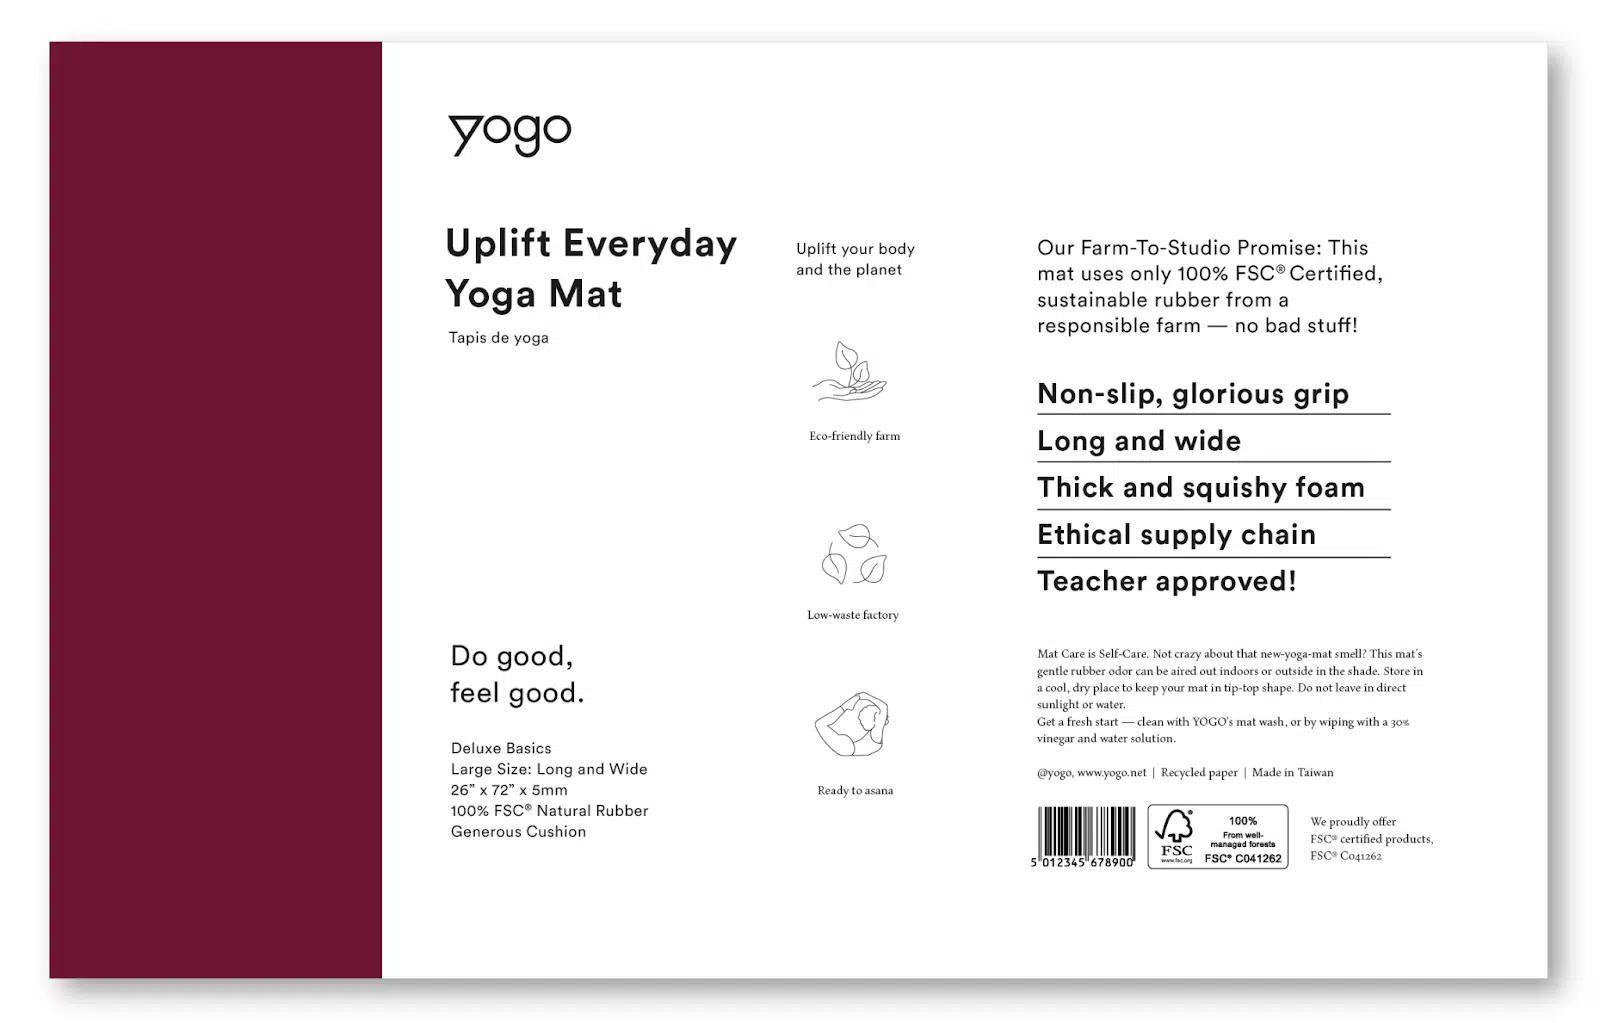 yogo
Uplift Everyday
Yoga Mat
Tapis de yoga
Do good,
feel good.
Deluxe Basics
Large Size: Long and Wide
26” x 72” x 5mm
100% FSC® Natural Rubber
Generous Cushion
Uplift your body
and the planet
Eco-friendly farm
Low-waste factory
Ready to asana
Our Farm-To-Studio Promise: This
mat uses only 100% FSC® Certified,
sustainable rubber from a
responsible farm — no bad stuff!
Non-slip, glorious grip
Long and wide
Thick and squishy foam
Ethical supply chain
Teacher approved!
Mat Care is Self-Care. Not crazy about that new-yoga-mat smell? This mat's
gentle rubber odor can be aired out indoors or outside in the shade. Store in
a cool, dry place to keep your mat in tip-top shape. Do not leave in direct
sunlight or water.
Get a fresh start — clean with YOGO's mat wash, or by wiping with a 30%
vinegar and water solution.
@yogo, www.yogo.net | Recycled paper | Made in Taiwan
5 012345 678900
FSC
www.fsc.org
100%
From well-
managed forests
FSC® C041262
We proudly offer
FSC® certified products,
FSC® C041262